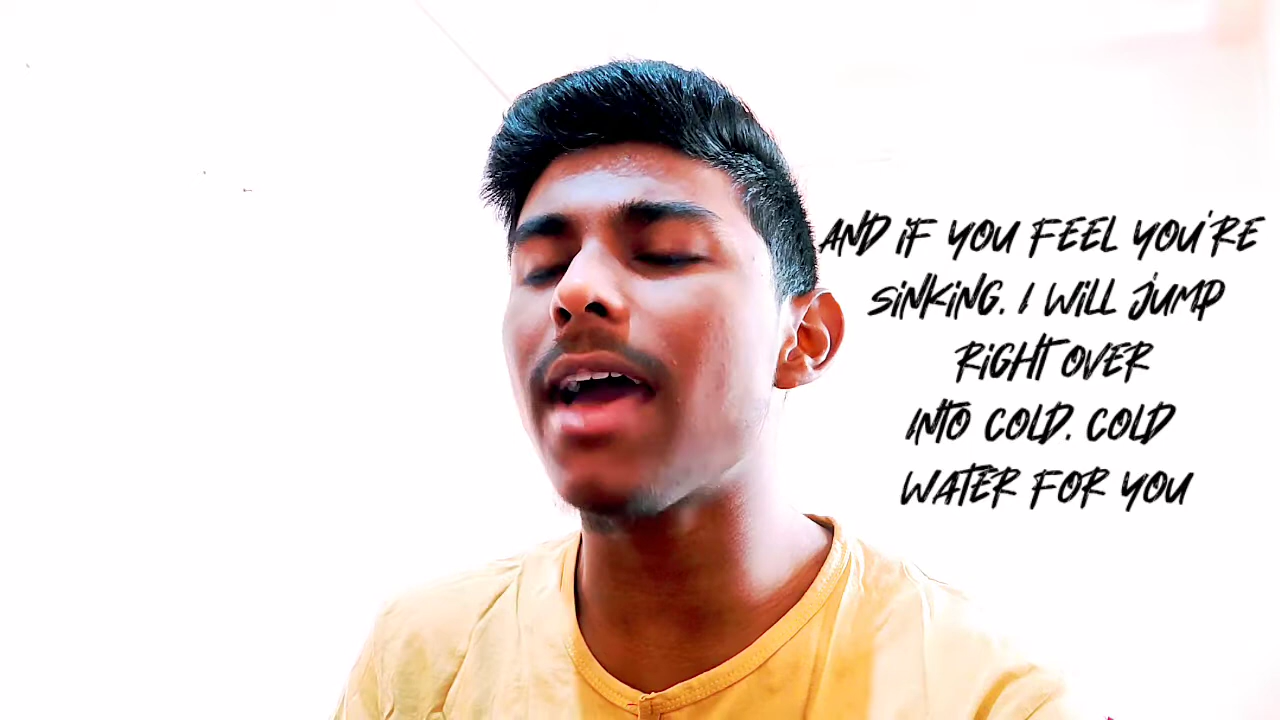 AND iF YOU FEEL YOU'RE
SiNKiNG. I WiLL JUMP
RiGHT OVER
INTO COLD. COLD
WATER FOR YOU